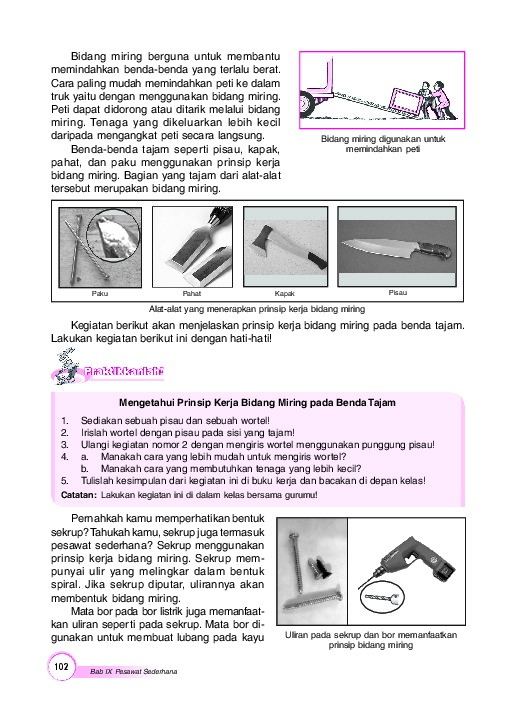 Bidang miring berguna untuk membantu
memindahkan benda-benda yang terlalu berat.
Cara paling mudah memindahkan peti ke dalam
truk yaitu dengan menggunakan bidang miring.
Peti dapat didorong atau ditarik melalui bidang
miring. Tenaga yang dikeluarkan lebih kecil
daripada mengangkat peti secara langsung.
Benda-benda tajam seperti pisau, kapak,
pahat, dan paku menggunakan prinsip kerja
bidang miring. Bagian yang tajam dari alat-alat
tersebut merupakan bidang miring.
Bidang miring digunakan untuk
memindahkan peti
Paku
Pahat
Kapak
Pisau
Alat-alat yang menerapkan prinsip kerja bidang miring
Kegiatan berikut akan menjelaskan prinsip kerja bidang miring pada benda tajam.
Lakukan kegiatan berikut ini dengan hati-hati!
Praktikkanlah!
Mengetahui Prinsip Kerja Bidang Miring pada Benda Tajam
1. Sediakan sebuah pisau dan sebuah wortel!
2. Irislah wortel dengan pisau pada sisi yang tajam!
3. Ulangi kegiatan nomor 2 dengan mengiris wortel menggunakan punggung pisau!
4. a. Manakah cara yang lebih mudah untuk mengiris wortel?
b. Manakah cara yang membutuhkan tenaga yang lebih kecil?
5. Tulislah kesimpulan dari kegiatan ini di buku kerja dan bacakan di depan kelas!
Catatan: Lakukan kegiatan ini di dalam kelas bersama gurumu!
Pernahkah kamu memperhatikan bentuk
sekrup? Tahukah kamu, sekrup juga termasuk
pesawat sederhana? Sekrup menggunakan
prinsip kerja bidang miring. Sekrup mem-
punyai ulir yang melingkar dalam bentuk
spiral. Jika sekrup diputar, ulirannya akan
membentuk bidang miring.
Mata bor pada bor listrik juga memanfaat-
kan uliran seperti pada sekrup. Mata bor di-
gunakan untuk membuat lubang pada kayu
Uliran pada sekrup dan bor memanfaatkan
prinsip bidang miring
102
Bab IX Pesawat Sederhana